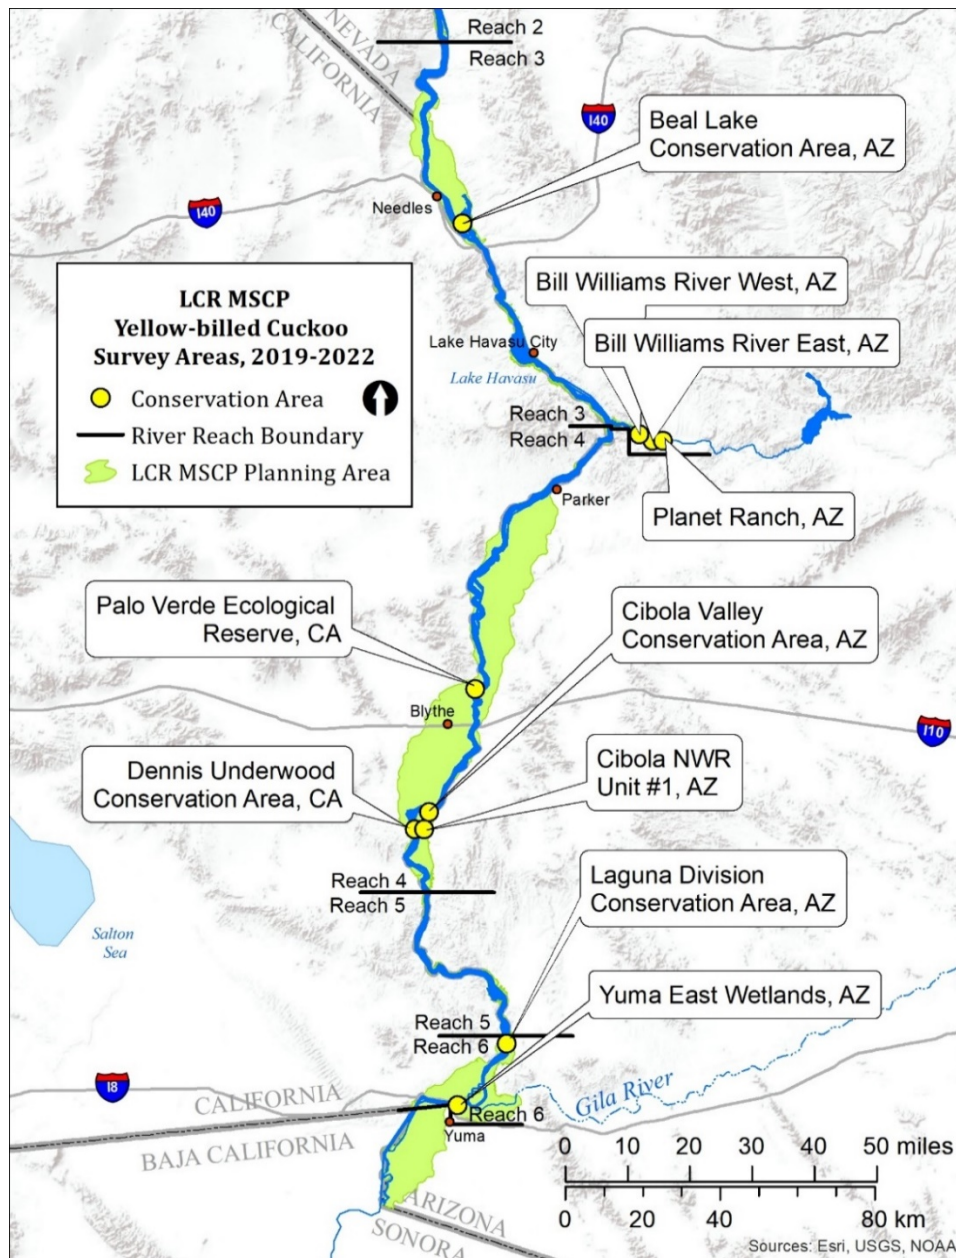 Reach 2
Reach 3
NEVADA
CALIFORNIA
I40
Beal Lake
Conservation Area, AZ
Needles
I40
Bill Williams River West, AZ
LCR MSCP
Yellow-billed Cuckoo
Survey Areas, 2019-2022
Conservation Area
River Reach Boundary
LCR MSCP Planning Area
Lake Havasu City
Bill Williams River East, AZ
Lake Havasu
Reach 3
Reach 4
Parker
Planet Ranch, AZ
Palo Verde Ecological
Reserve, CA
Cibola Valley
Conservation Area, AZ
Blythe
I10
Dennis Underwood
Conservation Area, CA
Cibola NWR
Unit #1, AZ
Reach 4
Reach 5
Laguna Division
Conservation Area, AZ
Salton
Sea
Yuma East Wetlands, AZ
Reach 5
Reach 6
I8
CALIFORNIA
Gila River
Reach 6
BAJA CALIFORNIA
Yuma
0 10 20 30 40 50 miles
ARIZONA
SONORA
0 20 40 80 km
Sources: Esri, USGS, NOAA